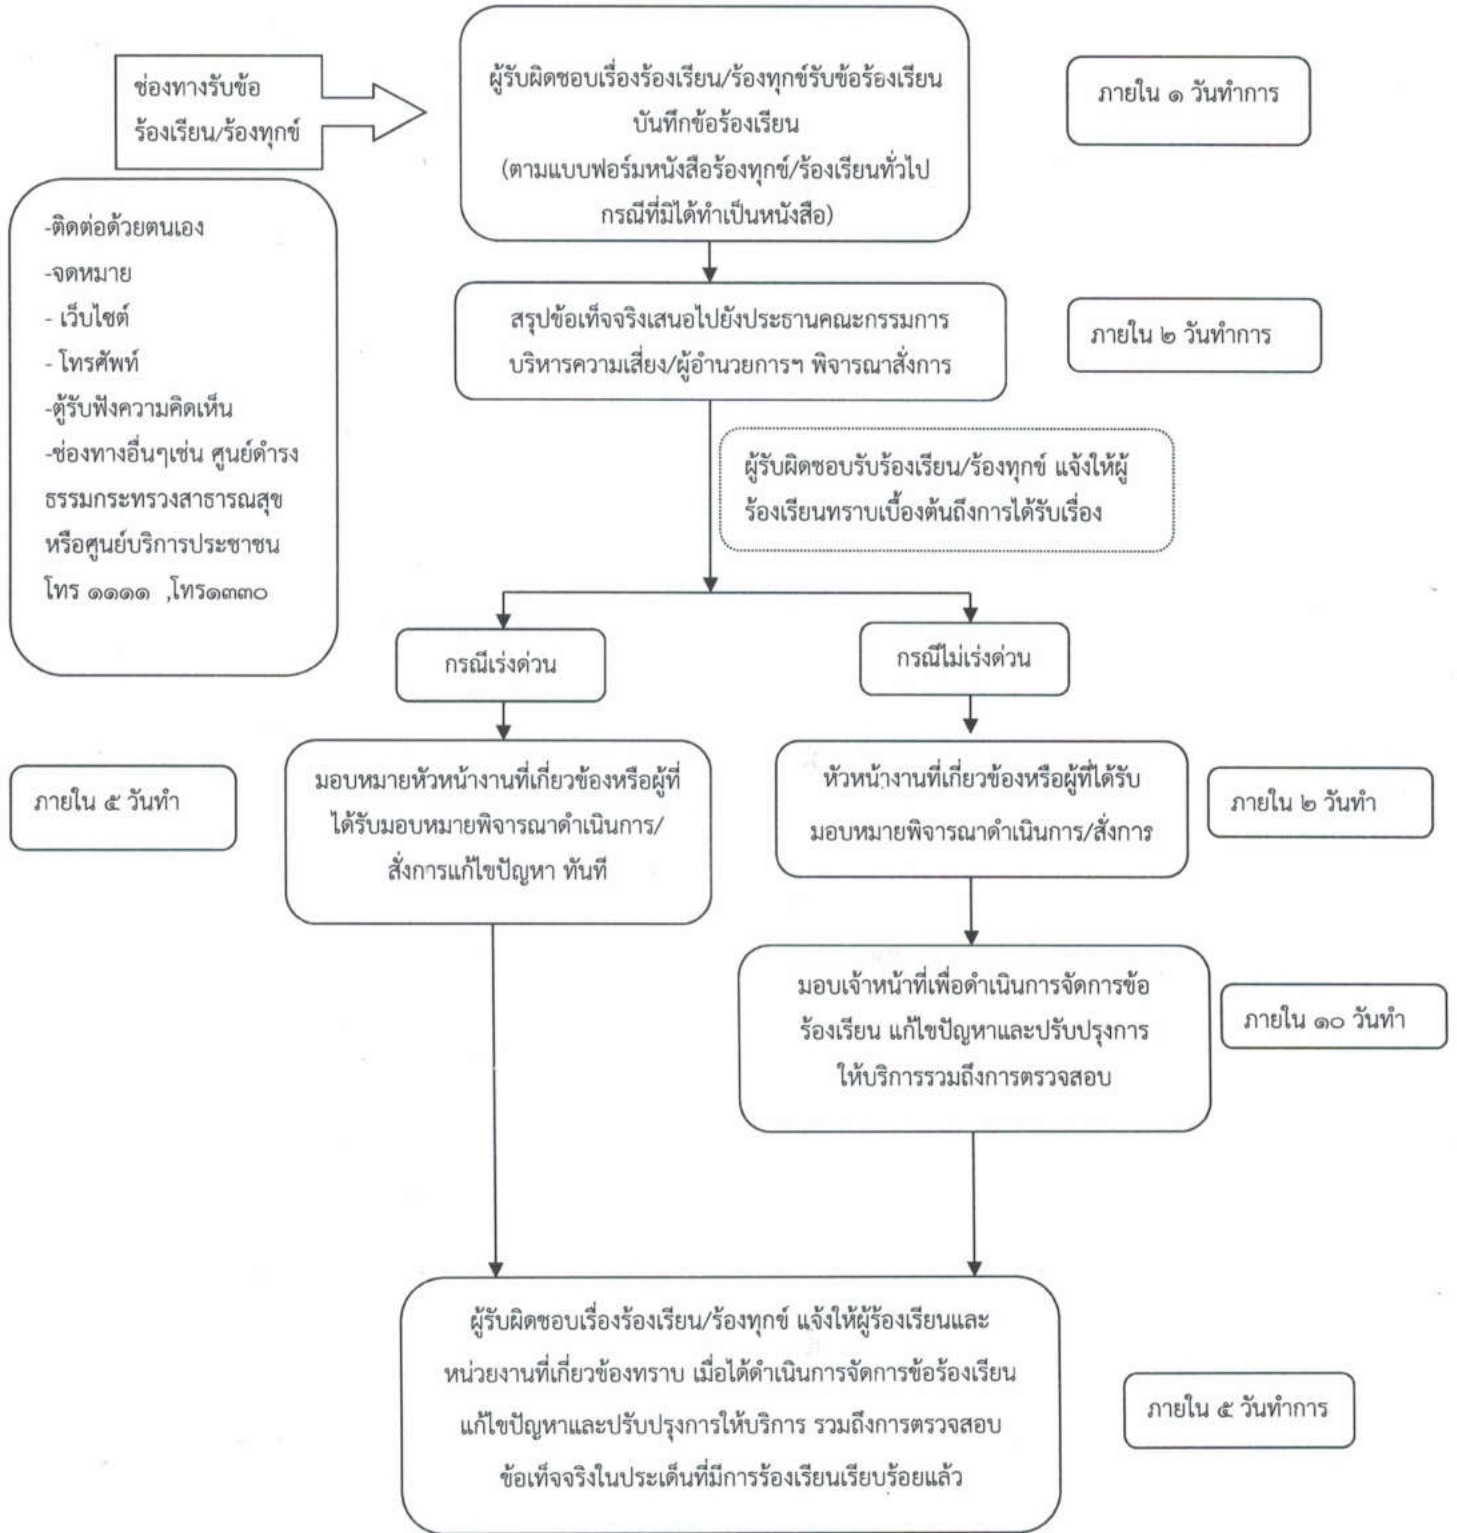 ช่องทางรับข้อ
ร้องเรียน/ร้องทุกข์
ผู้รับผิดชอบเรื่องร้องเรียน/ร้องทุกข์รับข้อร้องเรียน
บันทึกข้อร้องเรียน
(ตามแบบฟอร์มหนังสือร้องทุกข์/ร้องเรียนทั่วไป
กรณีที่มิได้ทำเป็นหนังสือ)
ภายใน ๑ วันทำการ
-ติดต่อด้วยตนเอง
-จดหมาย
- เว็บไซต์
- โทรศัพท์
-ตู้รับฟังความคิดเห็น
-ช่องทางอื่นๆเช่น ศูนย์ดำรง
ธรรมกระทรวงสาธารณสุข
หรือศูนย์บริการประชาชน
โทร ๑๑๑๑ ,โทร๑๓๓๐
สรุปข้อเท็จจริงเสนอไปยังประธานคณะกรรมการ
บริหารความเสี่ยง/ผู้อำนวยการฯ พิจารณาสั่งการ
ภายใน ๒ วันทำการ
ผู้รับผิดชอบรับร้องเรียน/ร้องทุกข์ แจ้งให้ผู้
ร้องเรียนทราบเบื้องต้นถึงการได้รับเรื่อง
กรณีเร่งด่วน
กรณีไม่เร่งด่วน
ภายใน ๕ วันทำ
มอบหมายหัวหน้างานที่เกี่ยวข้องหรือผู้ที่
ได้รับมอบหมายพิจารณาดำเนินการ/
สั่งการแก้ไขปัญหา ทันที
หัวหน้างานที่เกี่ยวข้องหรือผู้ที่ได้รับ
มอบหมายพิจารณาดำเนินการ/สั่งการ
ภายใน ๒ วันทำ
มอบเจ้าหน้าที่เพื่อดำเนินการจัดการข้อ
ร้องเรียน แก้ไขปัญหาและปรับปรุงการ
ให้บริการรวมถึงการตรวจสอบ
ภายใน ๑๐ วันทำ
ผู้รับผิดชอบเรื่องร้องเรียน/ร้องทุกข์ แจ้งให้ผู้ร้องเรียนและ
หน่วยงานที่เกี่ยวข้องทราบ เมื่อได้ดำเนินการจัดการข้อร้องเรียน
แก้ไขปัญหาและปรับปรุงการให้บริการ รวมถึงการตรวจสอบ
ข้อเท็จจริงในประเด็นที่มีการร้องเรียนเรียบร้อยแล้ว
ภายใน ๕ วันทำการ